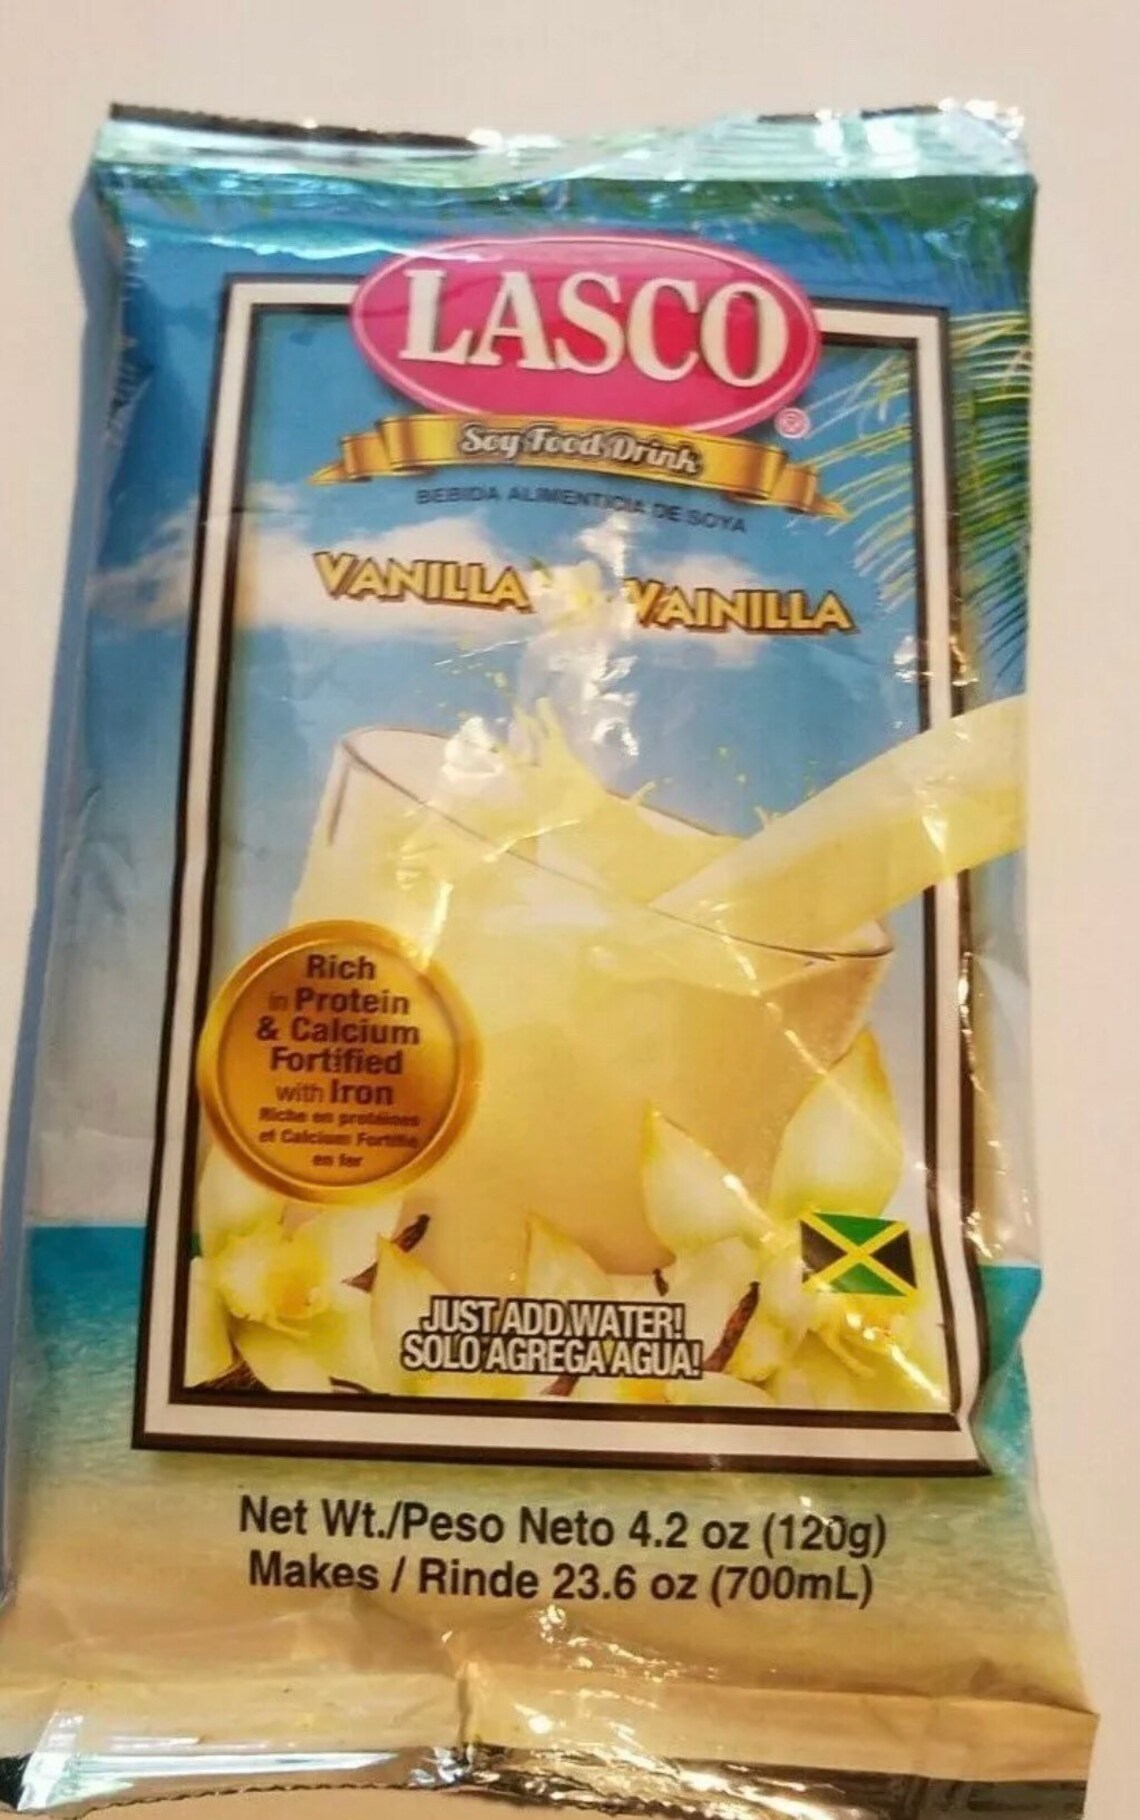 LASCO
®
Soy Food Drink
BEBIDA ALIMENTICIA DE SOYA
VANILLA VAINILLA
Rich
in Protein
& Calcium
Fortified
with Iron
Riche en protéines
et Calcium Fortifié
en fer
JUST ADD WATER!
SOLO AGREGA AGUA!
Net Wt./Peso Neto 4.2 oz (120g)
Makes / Rinde 23.6 oz (700mL)